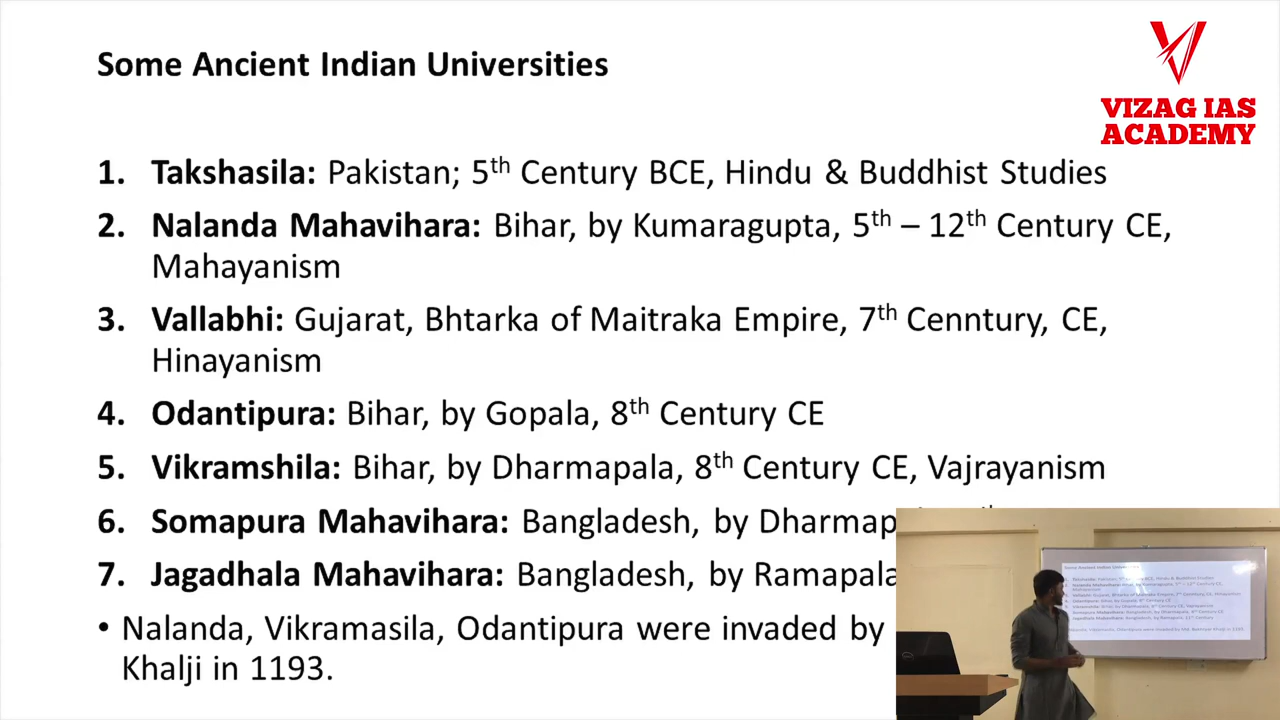 Some Ancient Indian Universities
VIZAG IAS
ACADEMY
1. Takshasila: Pakistan; 5th Century BCE, Hindu & Buddhist Studies
2. Nalanda Mahavihara: Bihar, by Kumaragupta, 5th – 12th Century CE,
Mahayanism
3. Vallabhi: Gujarat, Bhtarka of Maitraka Empire, 7th Cenntury, CE,
Hinayanism
4. Odantipura: Bihar, by Gopala, 8th Century CE
5. Vikramshila: Bihar, by Dharmapala, 8th Century CE, Vajrayanism
6. Somapura Mahavihara: Bangladesh, by Dharmap
7. Jagadhala Mahavihara: Bangladesh, by Ramapala
• Nalanda, Vikramasila, Odantipura were invaded by
Khalji in 1193.
Some Ancient Indian Universities